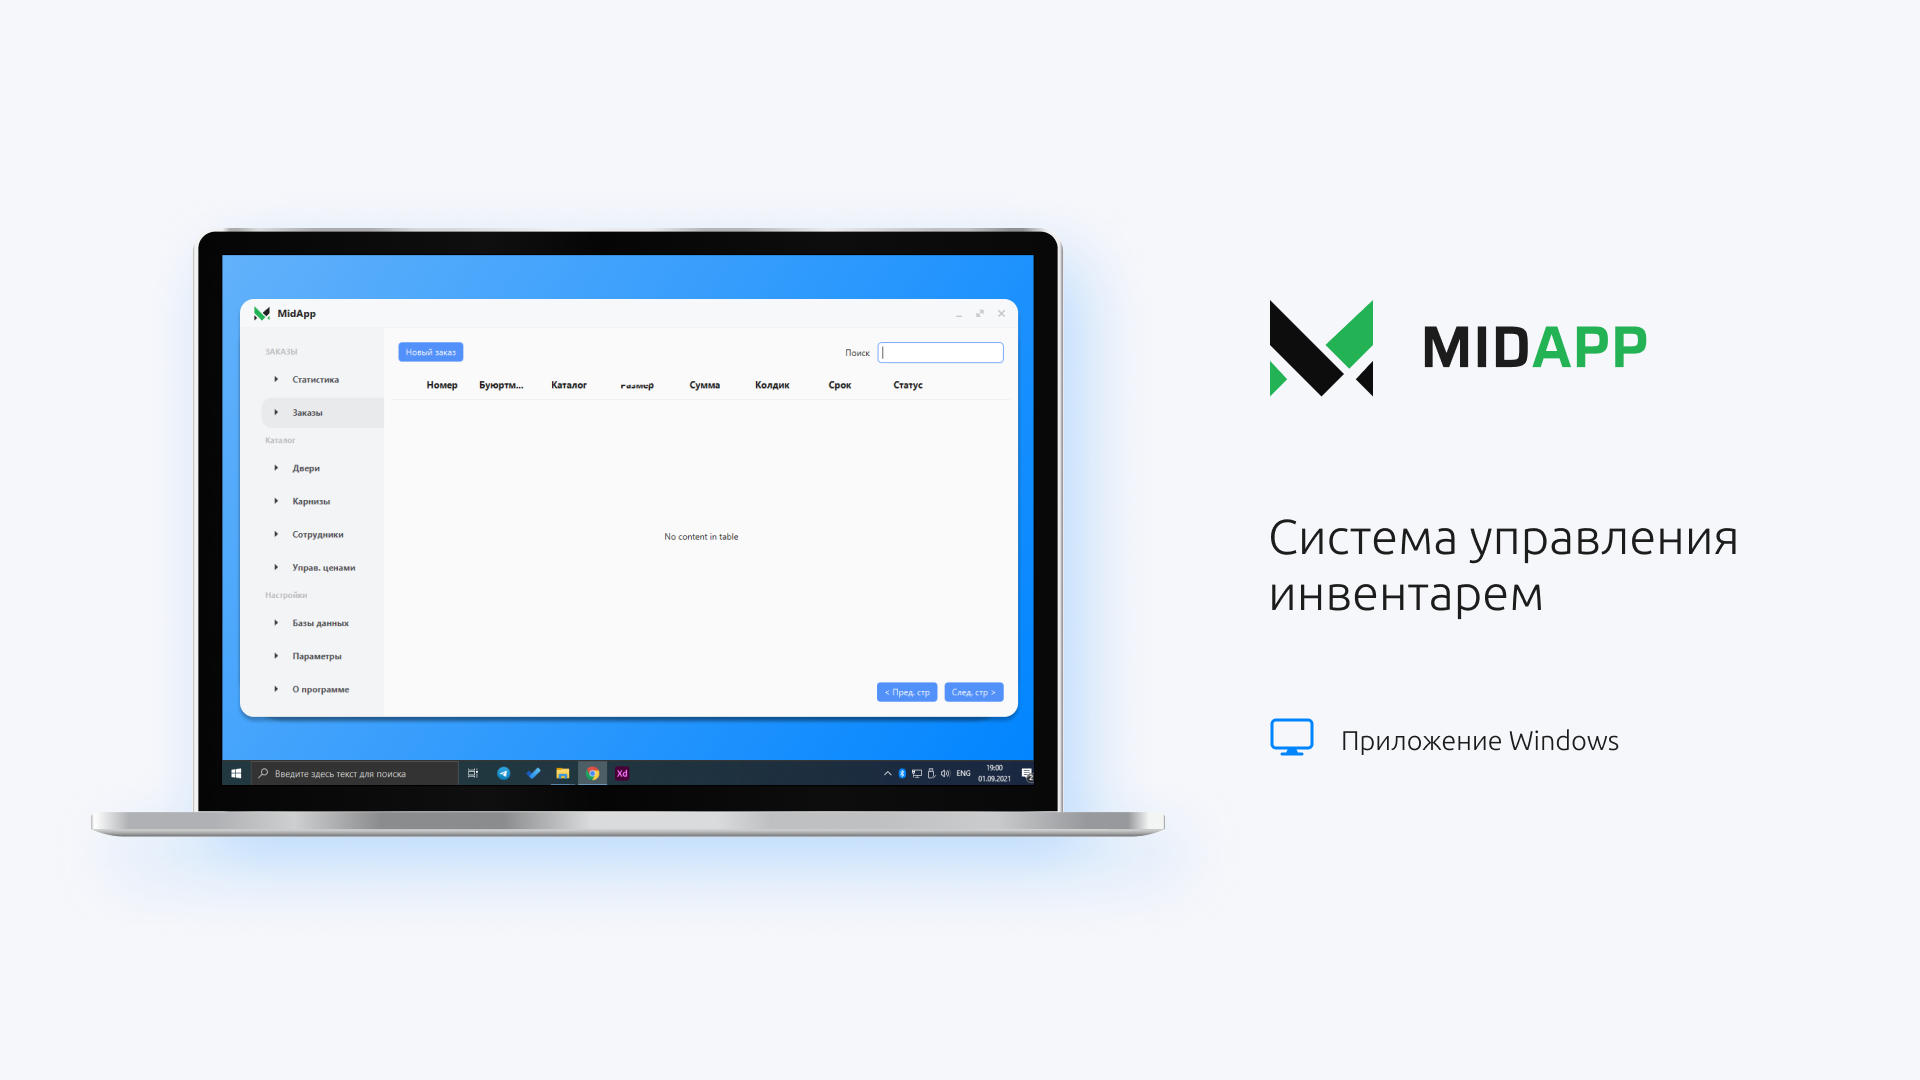 MidApp
ЗАКАЗЫ
Статистика
Заказы
Каталог
Двери
Карнизы
Сотрудники
Управ. ценами
Настройки
Базы данных
Параметры
О программе
Новый заказ
Поиск
Номер Буюртм... Каталог Размер Сумма Колдик Срок Статус
No content in table
< Пред. стр След. стр >
Введите здесь текст для поиска
Xd
ENG
19:00
01.09.2021
2
MIDAPP
Система управления
инвентарем
Приложение Windows